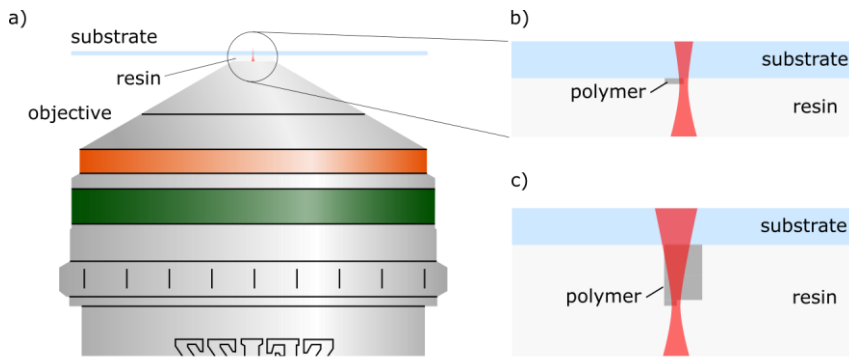 a)
substrate
resin
objective
b)
substrate
polymer
resin
c)
substrate
polymer
resin